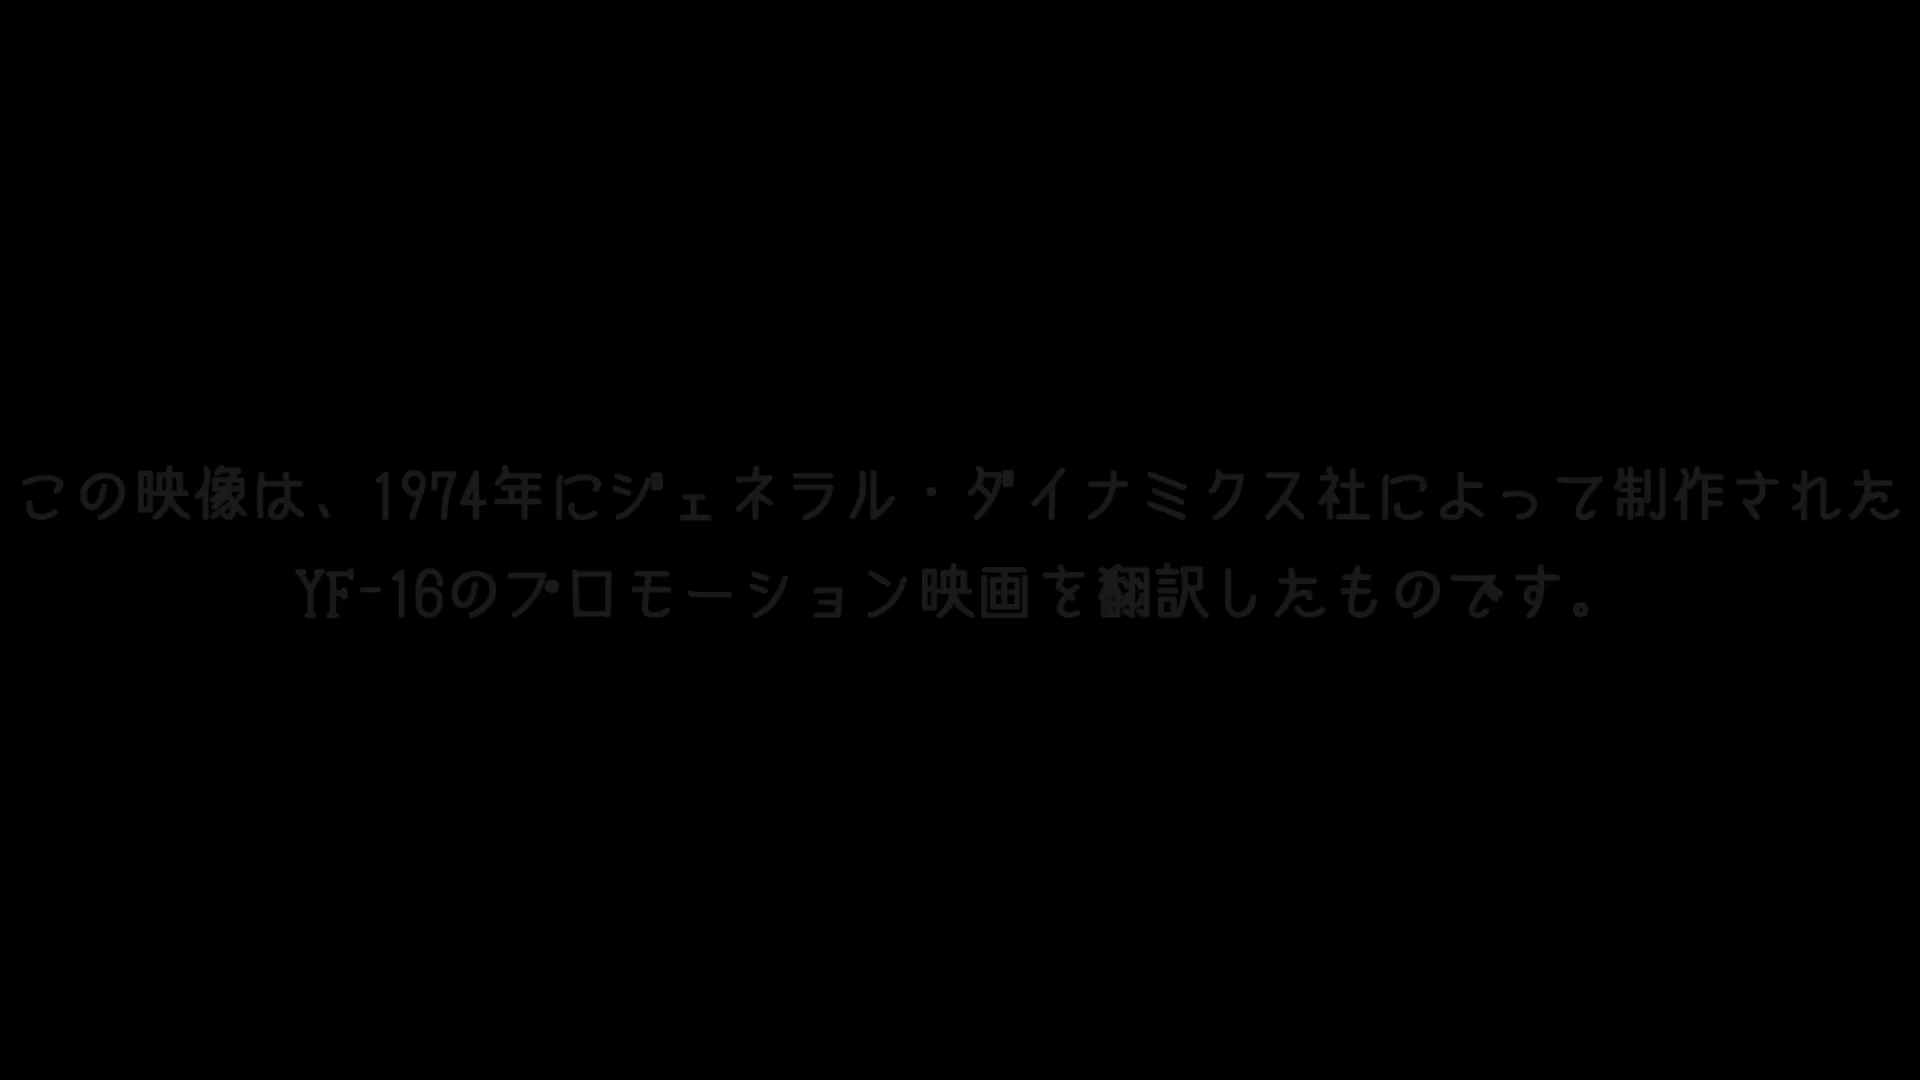 この映像は、1974年にジェネラル・ダイナミクス社によって制作された
YF-16のプロモーション映画を翻訳したものです。